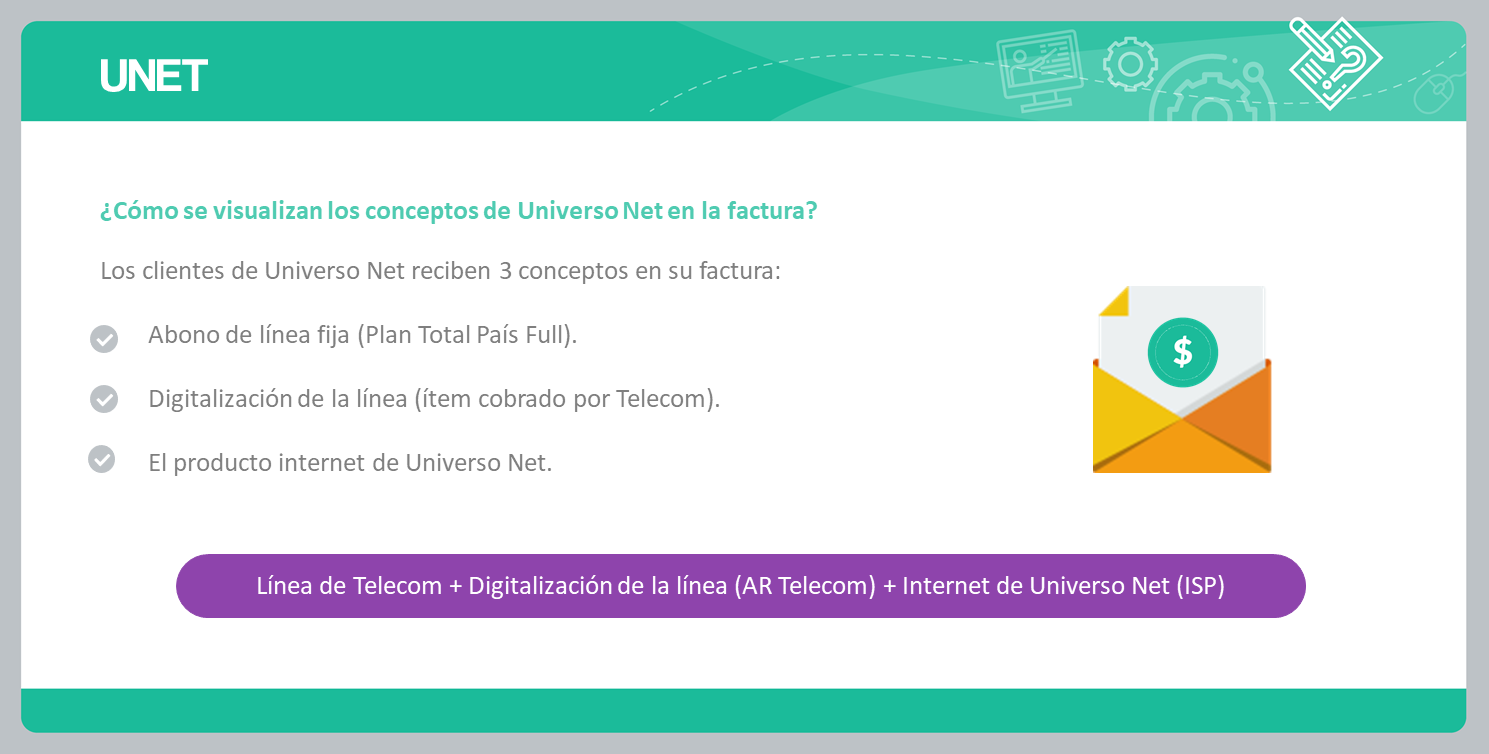 UNET
¿Cómo se visualizan los conceptos de Universo Net en la factura?
Los clientes de Universo Net reciben 3 conceptos en su factura:
Abono de línea fija (Plan Total País Full).
Digitalización de la línea (ítem cobrado por Telecom).
El producto internet de Universo Net.
$
Línea de Telecom + Digitalización de la línea (AR Telecom) + Internet de Universo Net (ISP)